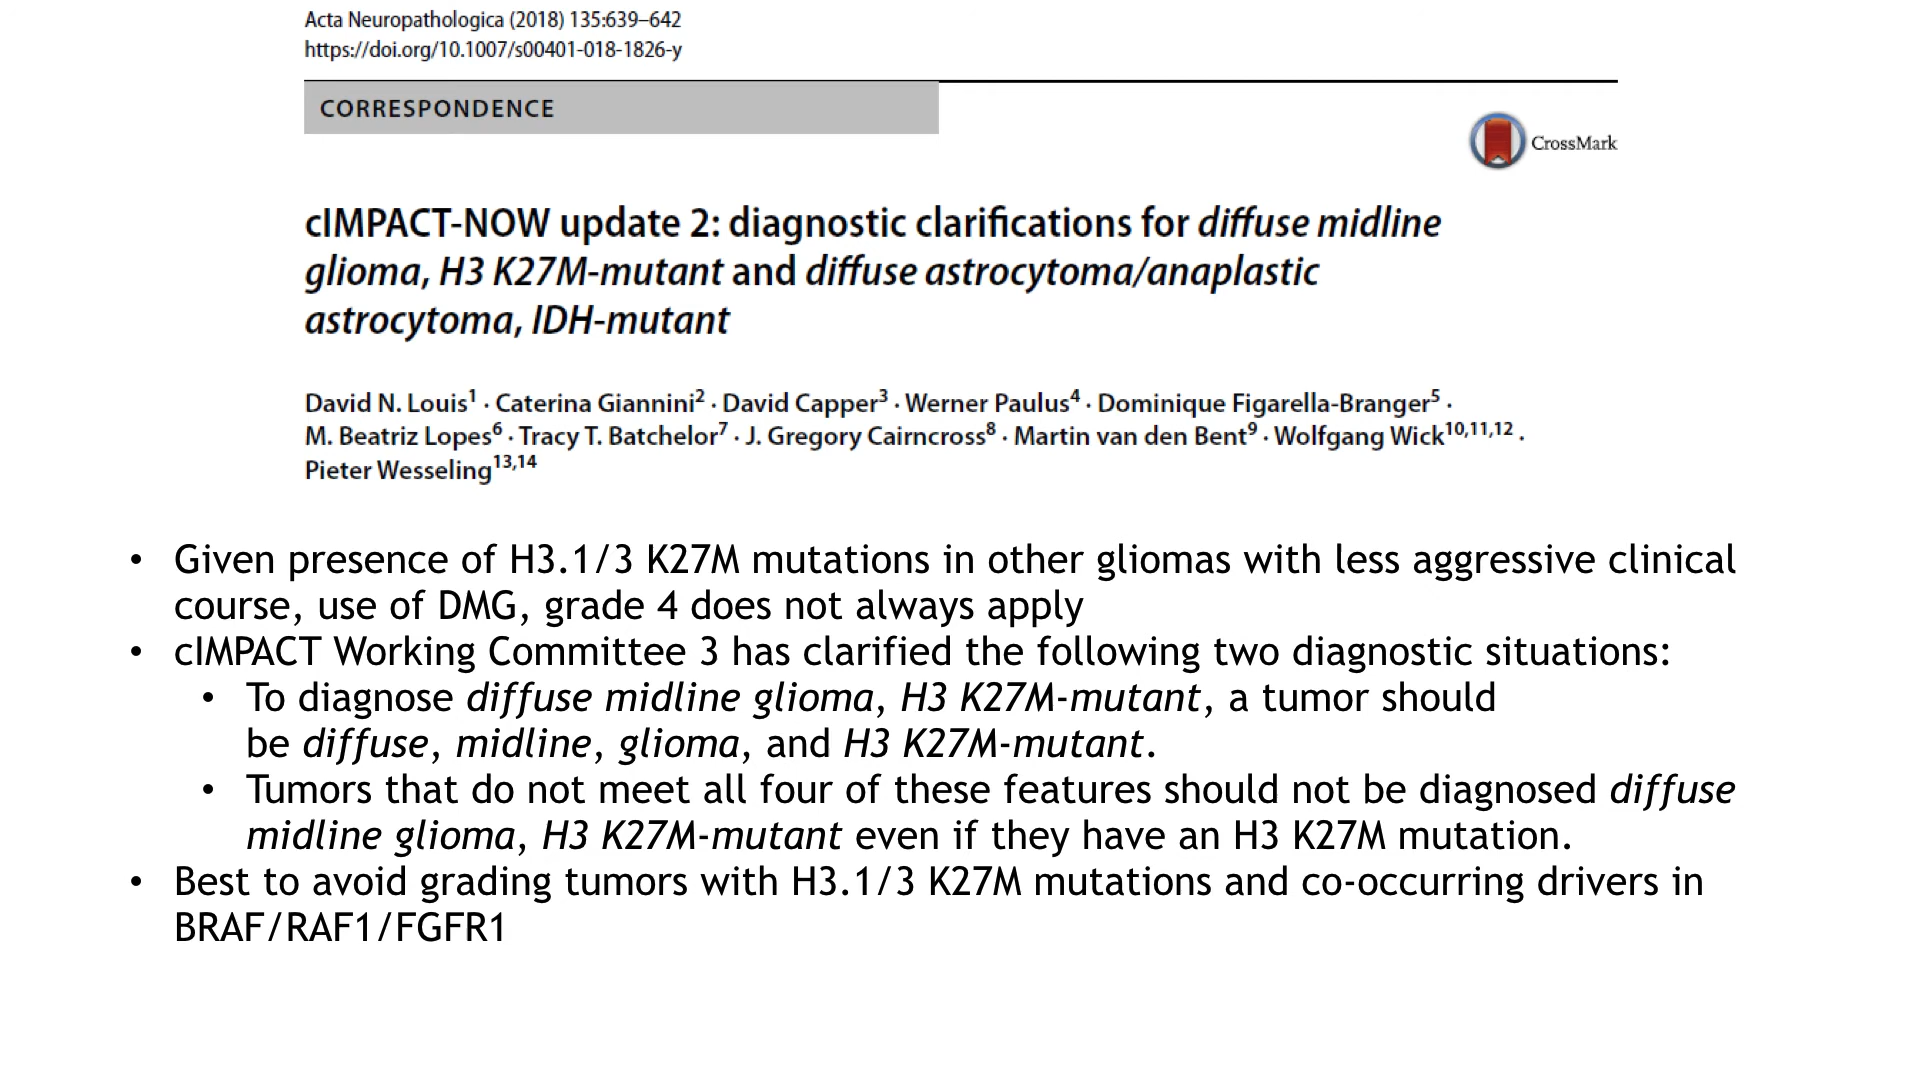 Acta Neuropathologica (2018) 135:639–642
https://doi.org/10.1007/s00401-018-1826-y
CORRESPONDENCE
CrossMark
cIMPACT-NOW update 2: diagnostic clarifications for diffuse midline
glioma, H3 K27M-mutant and diffuse astrocytoma/anaplastic
astrocytoma, IDH-mutant
David N. Louis1 · Caterina Giannini2 · David Capper3 · Werner Paulus4 · Dominique Figarella-Branger5 ·
M. Beatriz Lopes6 · Tracy T. Batchelor7 · J. Gregory Cairncross8 · Martin van den Bent9 · Wolfgang Wick10,11,12 ·
Pieter Wesseling13,14
• Given presence of H3.1/3 K27M mutations in other gliomas with less aggressive clinical
course, use of DMG, grade 4 does not always apply
• cIMPACT Working Committee 3 has clarified the following two diagnostic situations:
• To diagnose diffuse midline glioma, H3 K27M-mutant, a tumor should
be diffuse, midline, glioma, and H3 K27M-mutant.
• Tumors that do not meet all four of these features should not be diagnosed diffuse
midline glioma, H3 K27M-mutant even if they have an H3 K27M mutation.
• Best to avoid grading tumors with H3.1/3 K27M mutations and co-occurring drivers in
BRAF/RAF1/FGFR1